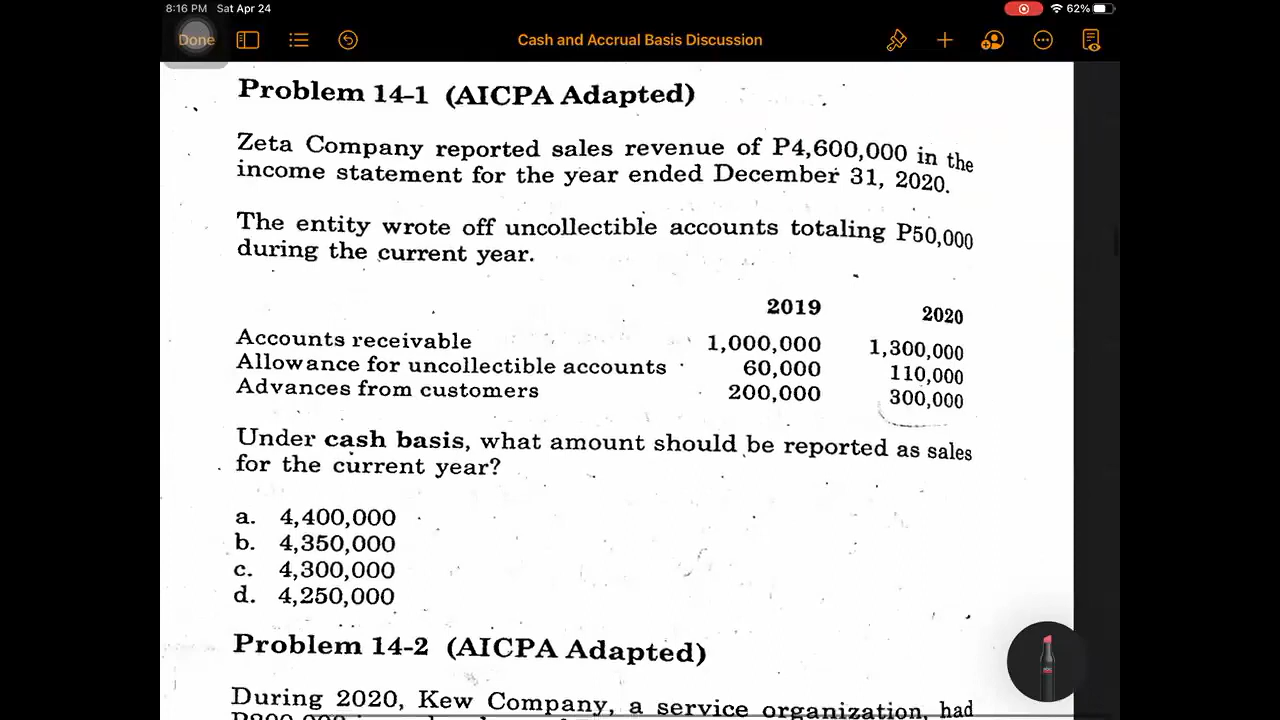 8:16 PM Sat Apr 24
62%
Done
Cash and Accrual Basis Discussion
Problem 14-1 (AICPA Adapted)
Zeta Company reported sales revenue of P4,600,000 in the
income statement for the year ended December 31, 2020.
The entity wrote off uncollectible accounts totaling P50,000
during the current year.
2019 2020
Accounts receivable 1,000,000 1,300,000
Allowance for uncollectible accounts 60,000 110,000
Advances from customers 200,000 300,000
Under cash basis, what amount should be reported as sales
for the current year?
a. 4,400,000
b. 4,350,000
c. 4,300,000
d. 4,250,000
Problem 14-2 (AICPA Adapted)
During 2020, Kew Company, a service organization, had